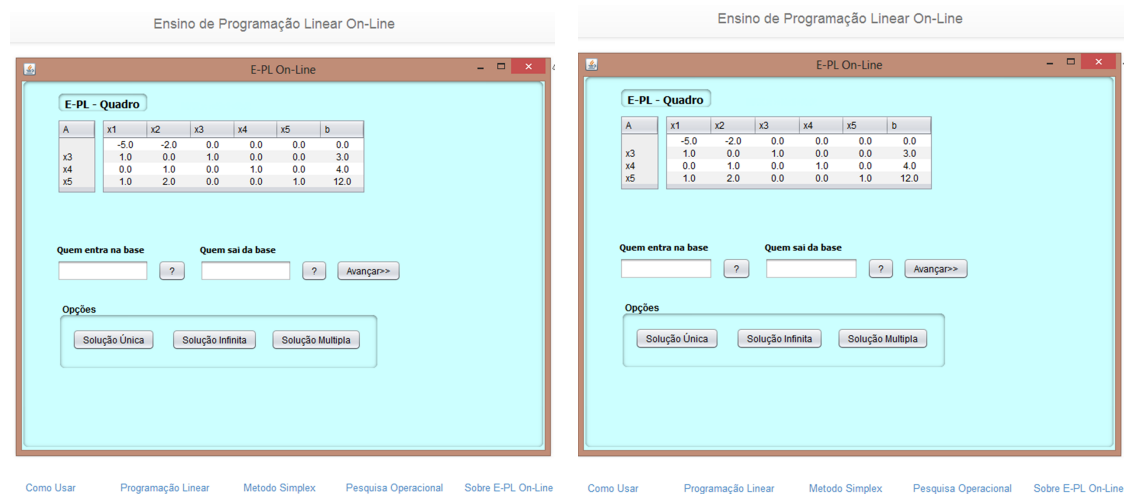 Ensino de Programação Linear On-Line
E-PL On-Line
E-PL - Quadro
A x1 x2 x3 x4 x5 b
-5.0 -2.0 0.0 0.0 0.0 0.0
x3 1.0 0.0 1.0 0.0 0.0 3.0
x4 0.0 1.0 0.0 1.0 0.0 4.0
x5 1.0 2.0 0.0 0.0 1.0 12.0
Quem entra na base Quem sai da base
? ? Avançar>>
Opções
Solução Única Solução Infinita Solução Multipla
Como Usar Programação Linear Metodo Simplex Pesquisa Operacional Sobre E-PL On-Line
Ensino de Programação Linear On-Line
E-PL On-Line
E-PL - Quadro
A x1 x2 x3 x4 x5 b
-5.0 -2.0 0.0 0.0 0.0 0.0
x3 1.0 0.0 1.0 0.0 0.0 3.0
x4 0.0 1.0 0.0 1.0 0.0 4.0
x5 1.0 2.0 0.0 0.0 1.0 12.0
Quem entra na base Quem sai da base
? ? Avançar>>
Opções
Solução Única Solução Infinita Solução Multipla
Como Usar Programação Linear Metodo Simplex Pesquisa Operacional Sobre E-PL On-Line